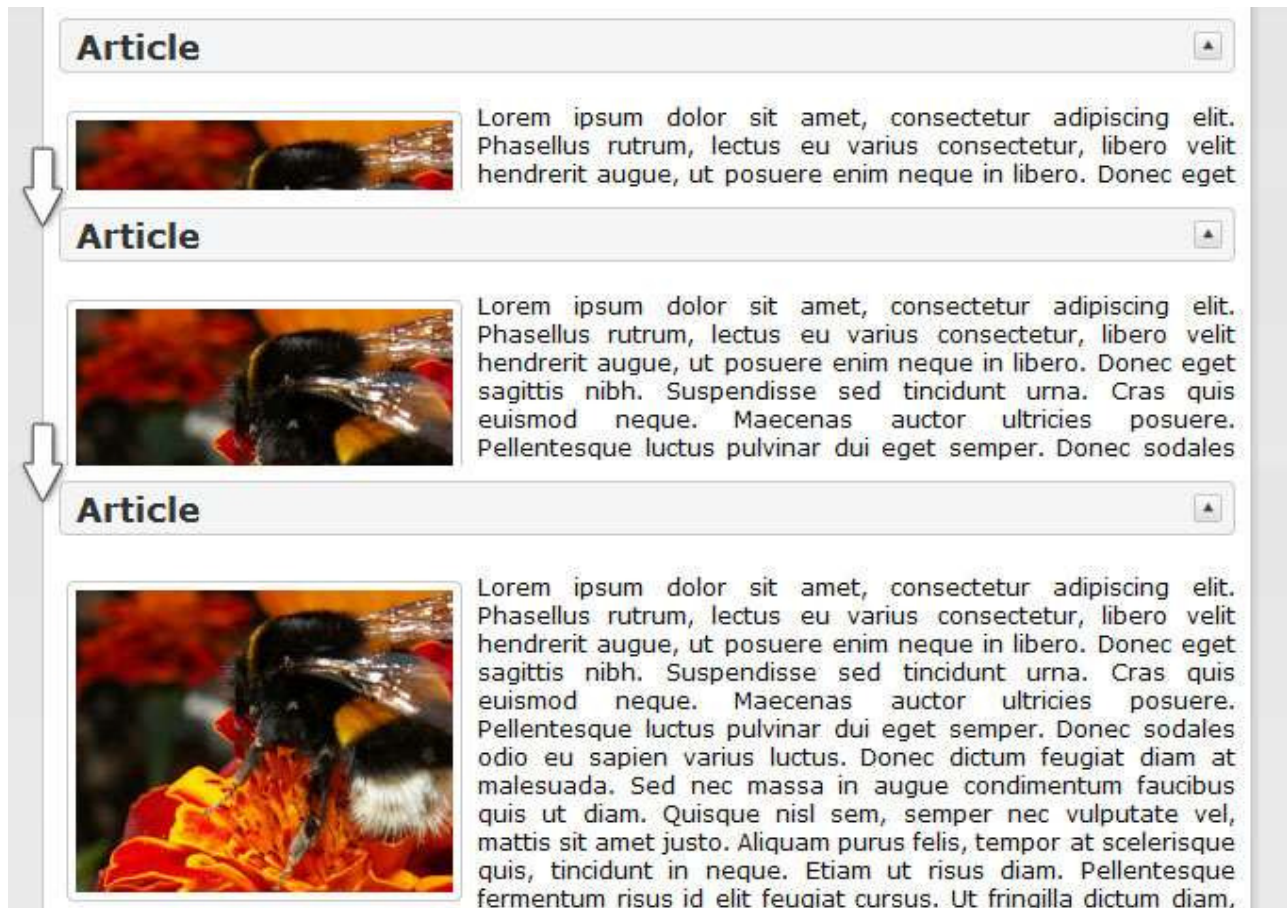 Article
Lorem ipsum dolor sit amet, consectetur adipiscing elit.
Phasellus rutrum, lectus eu varius consectetur, libero velit
hendrerit augue, ut posuere enim neque in libero. Donec eget
Article
Lorem ipsum dolor sit amet, consectetur adipiscing elit.
Phasellus rutrum, lectus eu varius consectetur, libero velit
hendrerit augue, ut posuere enim neque in libero. Donec eget
sagittis nibh. Suspendisse sed tincidunt urna. Cras quis
euismod neque. Maecenas auctor ultricies posuere.
Pellentesque luctus pulvinar dui eget semper. Donec sodales
Article
Lorem ipsum dolor sit amet, consectetur adipiscing elit.
Phasellus rutrum, lectus eu varius consectetur, libero velit
hendrerit augue, ut posuere enim neque in libero. Donec eget
sagittis nibh. Suspendisse sed tincidunt urna. Cras quis
euismod neque. Maecenas auctor ultricies posuere.
Pellentesque luctus pulvinar dui eget semper. Donec sodales
odio eu sapien varius luctus. Donec dictum feugiat diam at
malesuada. Sed nec massa in augue condimentum faucibus
quis ut diam. Quisque nisl sem, semper nec vulputate vel,
mattis sit amet justo. Aliquam purus felis, tempor at scelerisque
quis, tincidunt in neque. Etiam ut risus diam. Pellentesque
fermentum risus id elit feugiat cursus. Ut fringilla dictum diam,